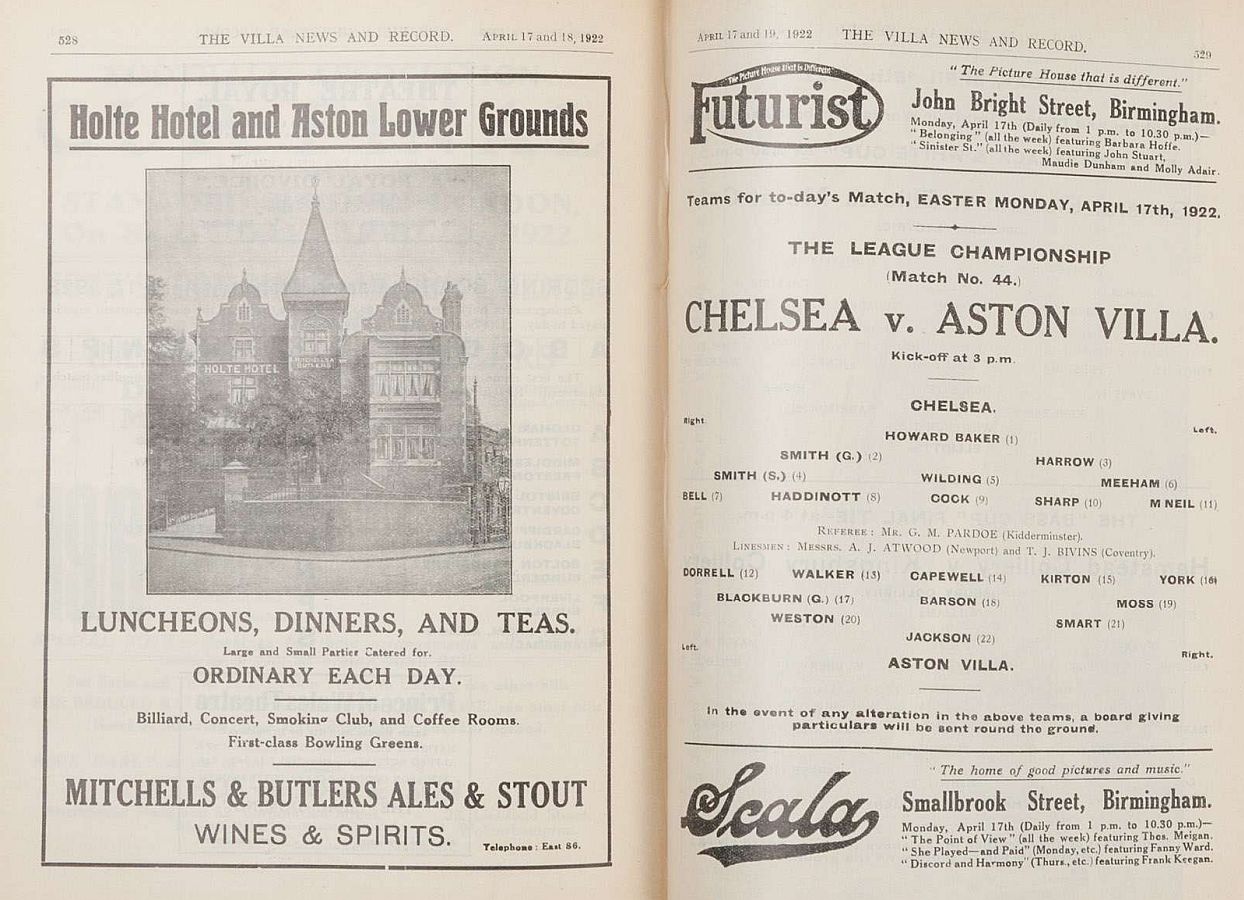 528
THE VILLA NEWS AND RECORD.
APRIL 17 and 18, 1922
Holte Hotel and Aston Lower Grounds
HOLTE HOTEL
MITCHELLS &
BUTLERS
LUNCHEONS, DINNERS, AND TEAS.
Large and Small Parties Catered for.
ORDINARY EACH DAY.
Billiard, Concert, Smoking Club, and Coffee Rooms.
First-class Bowling Greens.
MITCHELLS & BUTLERS ALES & STOUT
WINES & SPIRITS.
Telephone: East 86.
APRIL 17 and 19, 1922
THE VILLA NEWS AND RECORD.
529
The Picture House that is Different
Futurist
"The Picture House that is different."
John Bright Street, Birmingham.
Monday, April 17th (Daily from 1 p.m. to 10.30 p.m.)—
"Belonging" (all the week) featuring Barbara Hoffe.
"Sinister St." (all the week) featuring John Stuart,
Maudie Dunham and Molly Adair.
Teams for to-day's Match, EASTER MONDAY, APRIL 17th, 1922.
THE LEAGUE CHAMPIONSHIP
(Match No. 44.)
CHELSEA v. ASTON VILLA.
Kick-off at 3 p.m.
CHELSEA.
Right.
Left.
HOWARD BAKER (1)
SMITH (G.) (2) HARROW (3)
SMITH (S.) (4) WILDING (5) MEEHAM (6)
BELL (7) HADDINOTT (8) COCK (9) SHARP (10) M NEIL (11)
REFEREE: MR. G. M. PARDOE (Kidderminster).
LINESMEN: MESSRS. A. J. ATWOOD (Newport) and T. J. BIVINS (Coventry).
DORRELL (12) WALKER (13) CAPEWELL (14) KIRTON (15) YORK (16)
BLACKBURN (G.) (17) BARSON (18) MOSS (19)
WESTON (20) SMART (21)
JACKSON (22)
Left.
Right.
ASTON VILLA.
In the event of any alteration in the above teams, a board giving
particulars will be sent round the ground.
Scala
"The home of good pictures and music."
Smallbrook Street, Birmingham.
Monday, April 17th (Daily from 1 p.m. to 10.30 p.m.)—
"The Point of View" (all the week) featuring Thos. Meigan.
"She Played—and Paid" (Monday, etc.) featuring Fanny Ward.
"Discord and Harmony" (Thurs., etc.) featuring Frank Keegan.